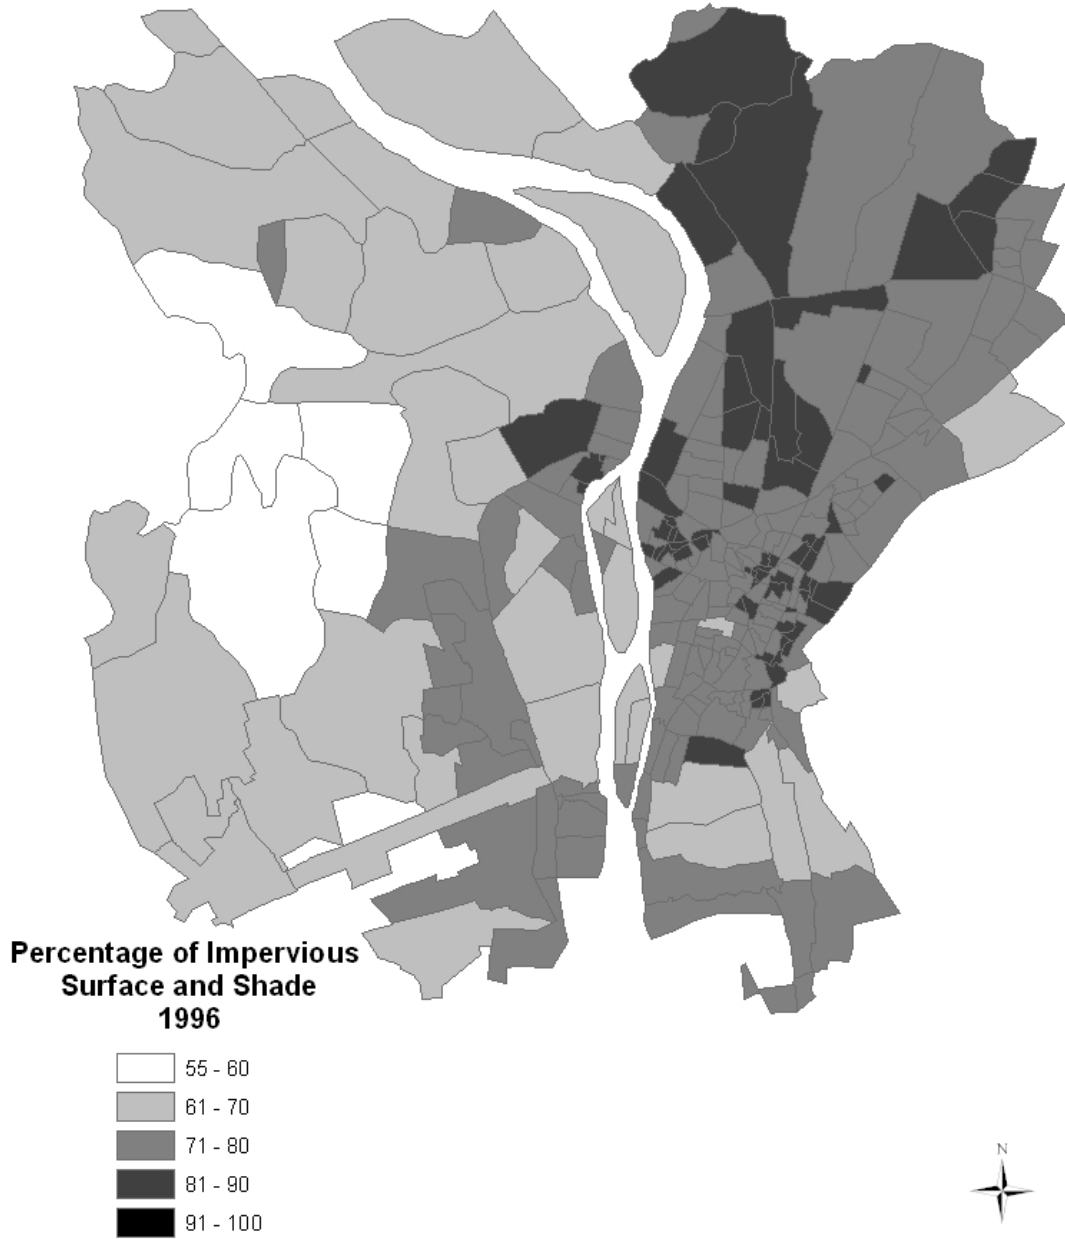 Percentage of Impervious
Surface and Shade
1996
55 - 60
61 - 70
71 - 80
81 - 90
91 - 100
N